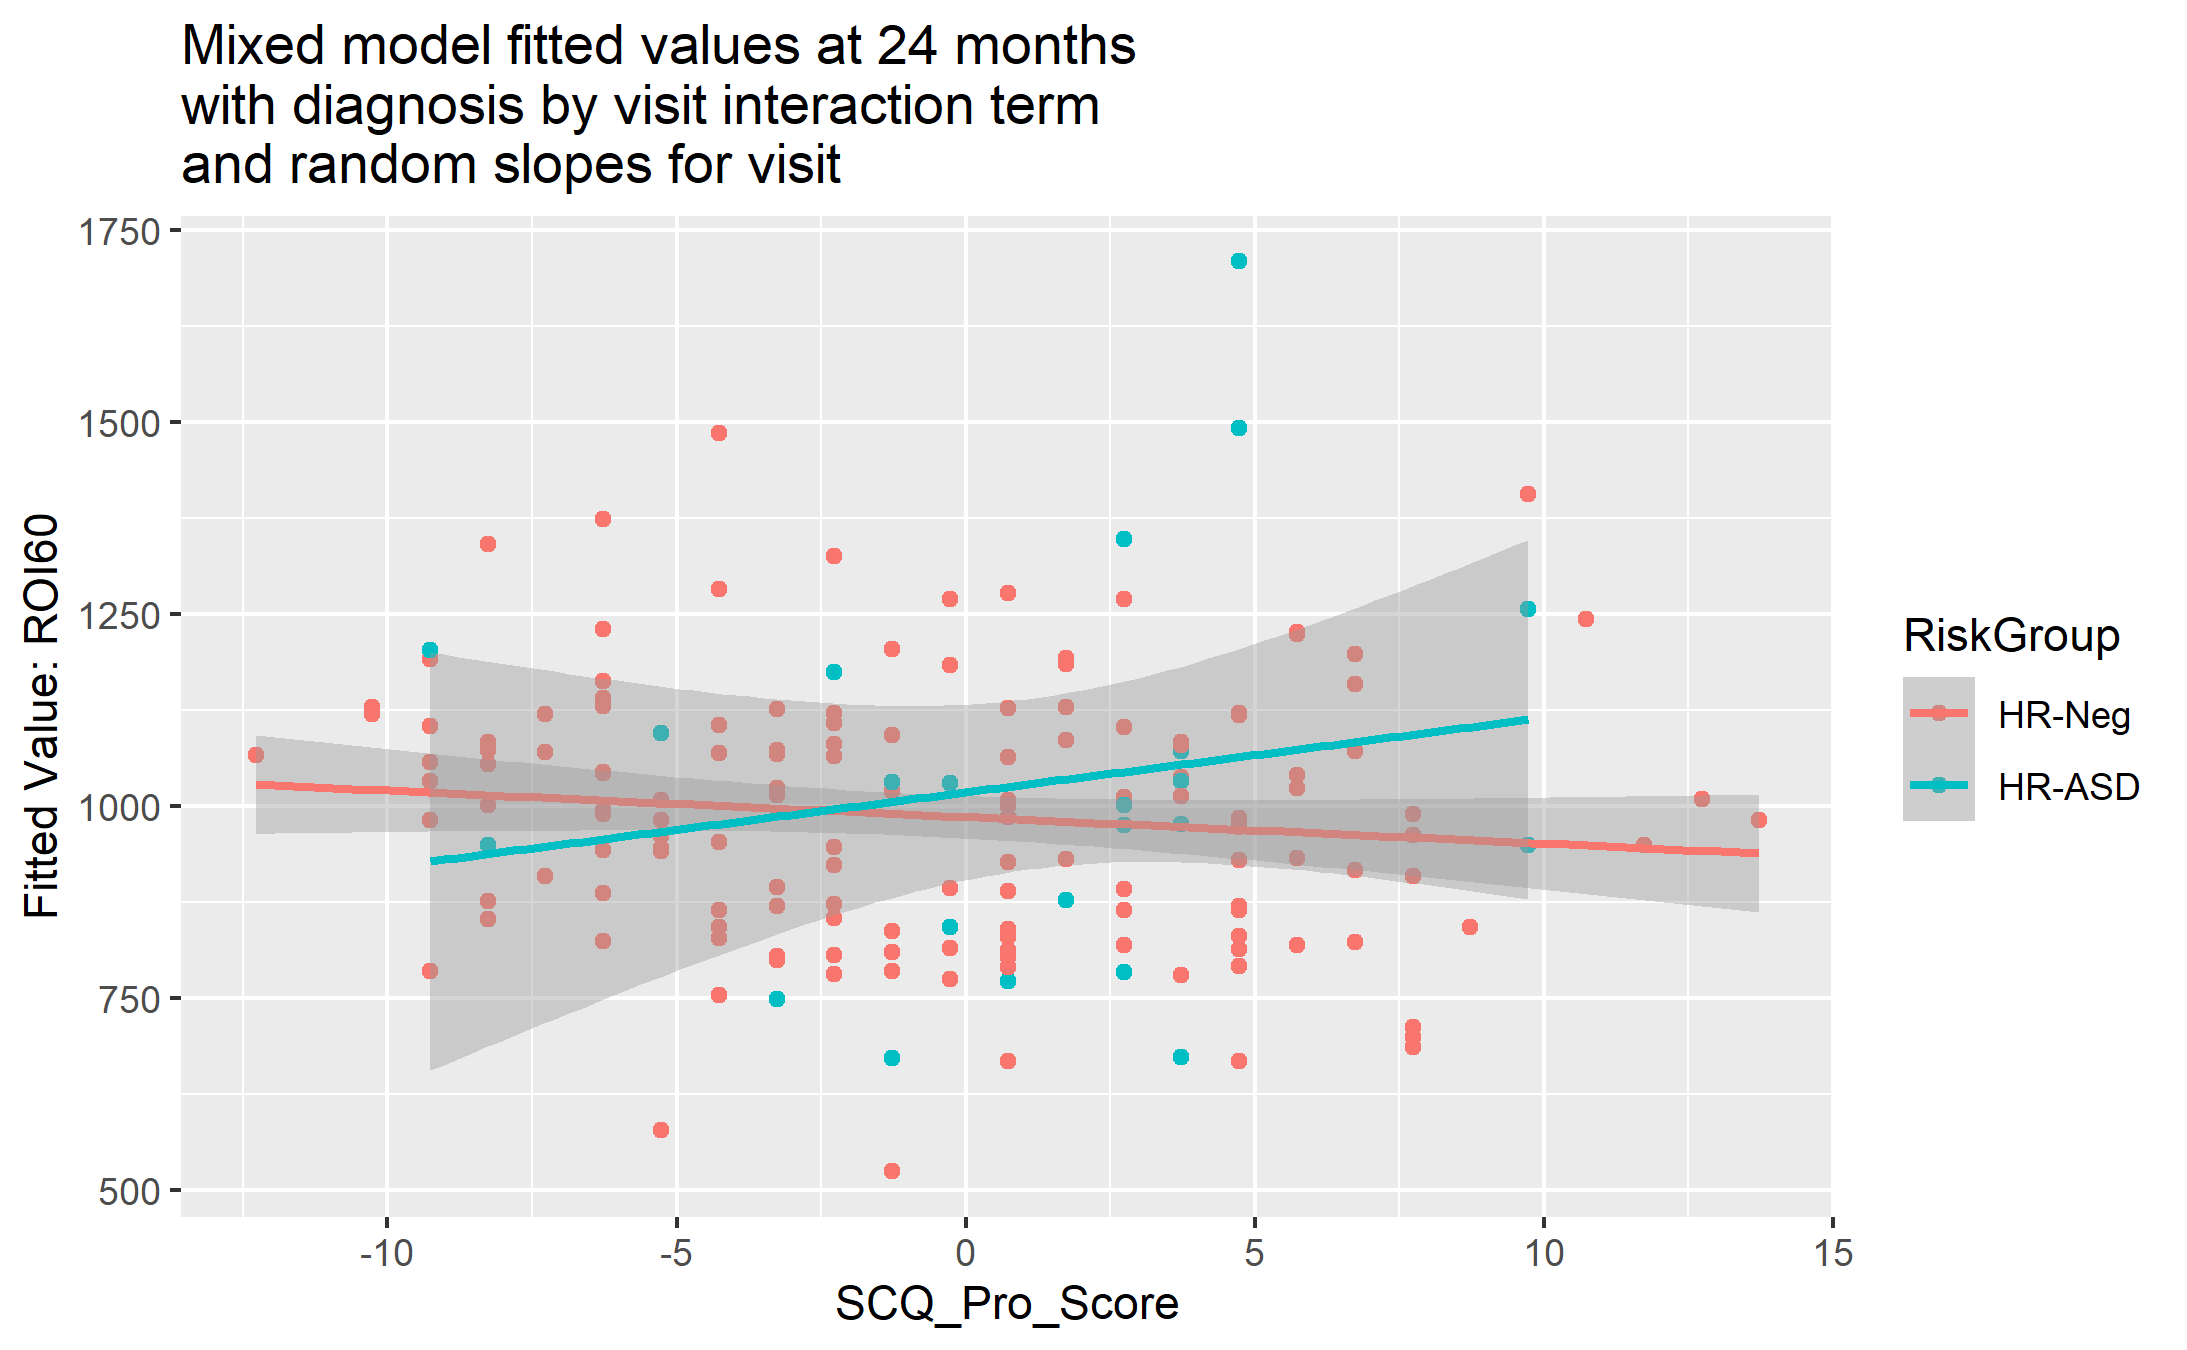 Mixed model fitted values at 24 months
with diagnosis by visit interaction term
and random slopes for visit
1750
1500
1250
1000
750
500
Fitted Value: ROI60
-10
-5
0
5
10
15
SCQ_Pro_Score
RiskGroup
HR-Neg
HR-ASD